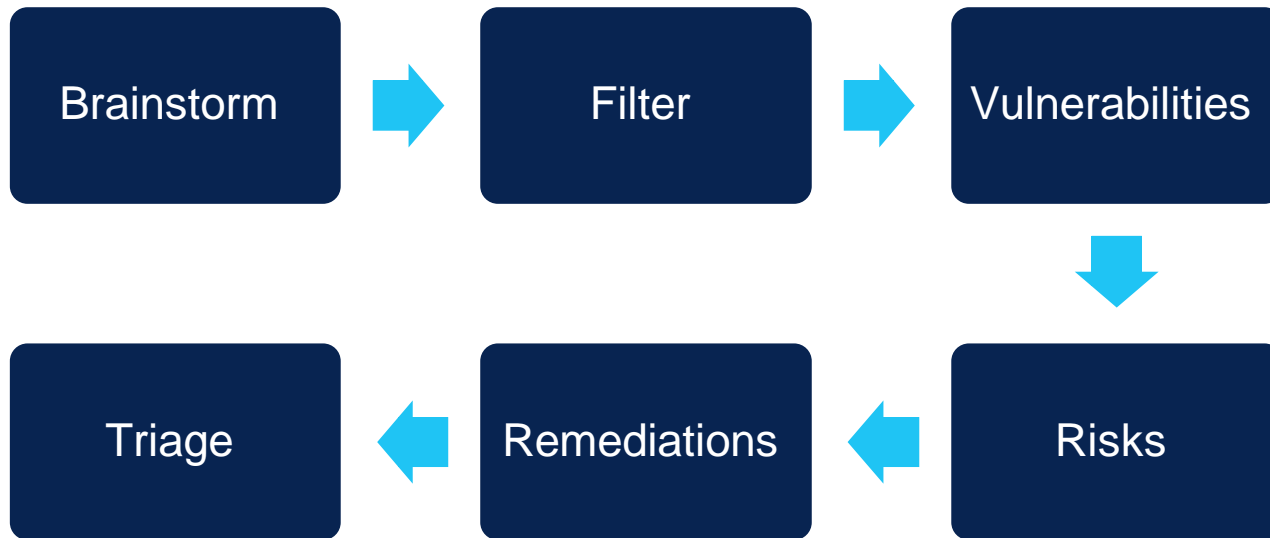 Brainstorm
Filter
Vulnerabilities
Risks
Remediations
Triage